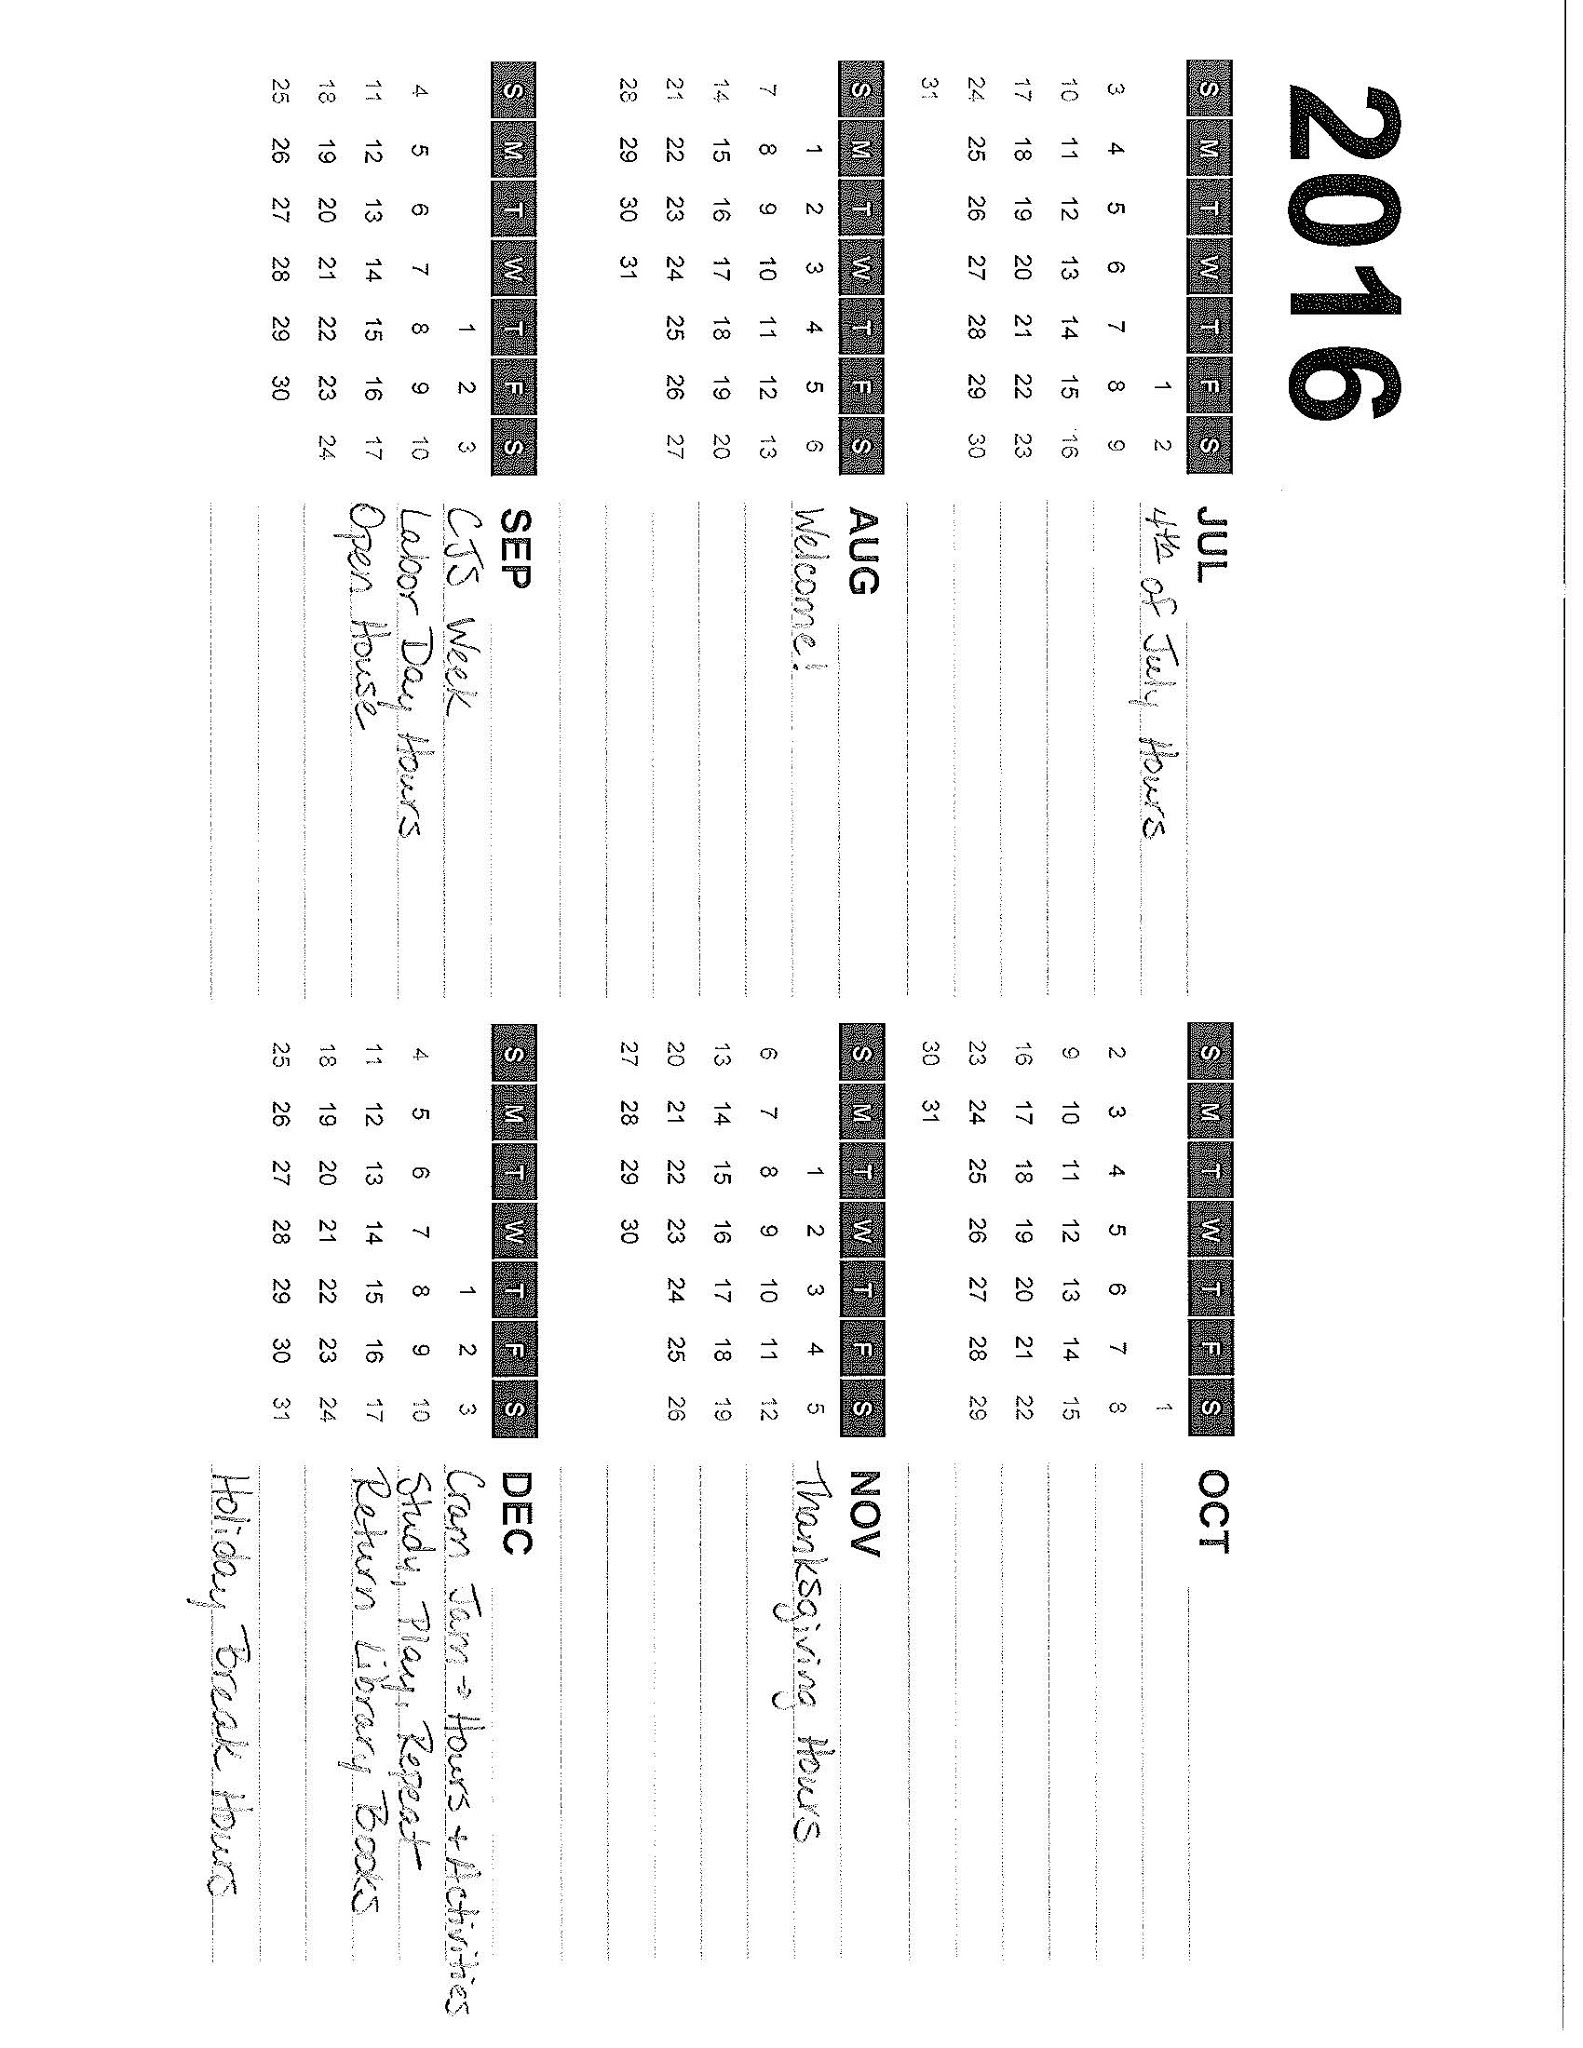 2016
JUL
S M T W T F S
1 2
3 4 5 6 7 8 9
10 11 12 13 14 15 16
17 18 19 20 21 22 23
24 25 26 27 28 29 30
31
4th of July Hours
AUG
S M T W T F S
1 2 3 4 5 6
7 8 9 10 11 12 13
14 15 16 17 18 19 20
21 22 23 24 25 26 27
28 29 30 31
Welcome!
SEP
S M T W T F S
1 2 3
4 5 6 7 8 9 10
11 12 13 14 15 16 17
18 19 20 21 22 23 24
25 26 27 28 29 30
CJS Week
Labor Day Hours
Open House
OCT
S M T W T F S
1
2 3 4 5 6 7 8
9 10 11 12 13 14 15
16 17 18 19 20 21 22
23 24 25 26 27 28 29
30 31
NOV
S M T W T F S
1 2 3 4 5
6 7 8 9 10 11 12
13 14 15 16 17 18 19
20 21 22 23 24 25 26
27 28 29 30
Thanksgiving Hours
DEC
S M T W T F S
1 2 3
4 5 6 7 8 9 10
11 12 13 14 15 16 17
18 19 20 21 22 23 24
25 26 27 28 29 30 31
Cram Jam → Hours + Activities
Study, Play, Repeat
Return Library Books
Holiday Break Hours